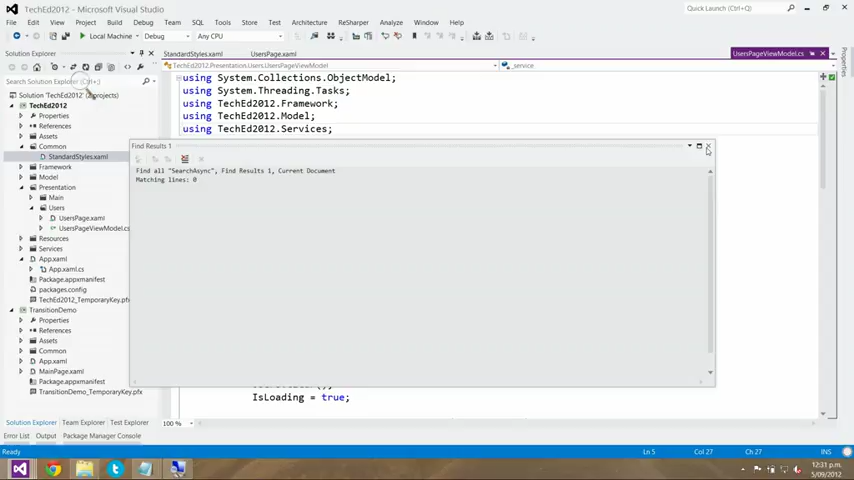 TechEd2012 - Microsoft Visual Studio
Quick Launch (Ctrl+Q)
File Edit View Project Build Debug Team SQL Tools Store Test Architecture ReSharper Analyze Window Help
Local Machine Debug Any CPU
Solution Explorer
StandardStyles.xaml UsersPage.xaml UsersPageViewModel.cs
TechEd2012.Presentation.Users.UsersPageViewModel _service
Search Solution Explorer (Ctrl+;)
Solution 'TechEd2012' (2 projects)
TechEd2012
Properties
References
Assets
Common
StandardStyles.xaml
Framework
Model
Presentation
Main
Users
UsersPage.xaml
UsersPageViewModel.cs
Resources
Services
App.xaml
App.xaml.cs
Package.appxmanifest
packages.config
TechEd2012_TemporaryKey.pfx
TransitionDemo
Properties
References
Assets
Common
App.xaml
MainPage.xaml
Package.appxmanifest
TransitionDemo_TemporaryKey.pfx
using System.Collections.ObjectModel;
using System.Threading.Tasks;
using TechEd2012.Framework;
using TechEd2012.Model;
using TechEd2012.Services;
Find Results 1
Find all "SearchAsync", Find Results 1, Current Document
Matching lines: 0
IsLoading = true;
100 %
Properties
Solution Explorer Team Explorer Test Explorer
Error List Output Package Manager Console
Ready Ln 5 Col 27 Ch 27 INS
12:31 p.m.
5/09/2012